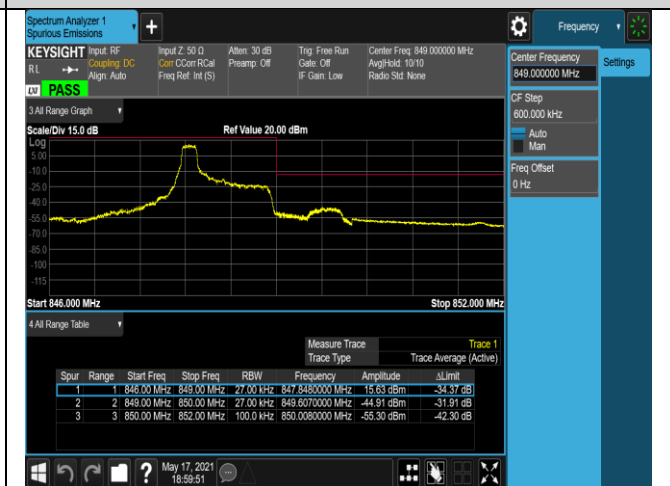 Spectrum Analyzer 1
Spurious Emissions
+
Frequency
KEYSIGHT Input: RF Input Z: 50 Ω Atten: 30 dB Trig: Free Run Center Freq: 849.000000 MHz
RL Coupling: DC Corr CCorr RCal Preamp: Off Gate: Off Avg|Hold: 10/10
Align: Auto Freq Ref: Int (S) IF Gain: Low Radio Std: None
LXI PASS
Center Frequency
849.000000 MHz
Settings
CF Step
600.000 kHz
Auto
Man
Freq Offset
0 Hz
3 All Range Graph
Scale/Div 15.0 dB Ref Value 20.00 dBm
Log
5.00
-10.0
-25.0
-40.0
-55.0
-70.0
-85.0
-100
-115
Start 846.000 MHz Stop 852.000 MHz
4 All Range Table
Measure Trace Trace 1
Trace Type Trace Average (Active)
Spur Range Start Freq Stop Freq RBW Frequency Amplitude ΔLimit
1 1 846.00 MHz 849.00 MHz 27.00 kHz 847.8480000 MHz 15.63 dBm -34.37 dB
2 2 849.00 MHz 850.00 MHz 27.00 kHz 849.6070000 MHz -44.91 dBm -31.91 dB
3 3 850.00 MHz 852.00 MHz 100.0 kHz 850.0080000 MHz -55.30 dBm -42.30 dB
? May 17, 2021
18:59:51